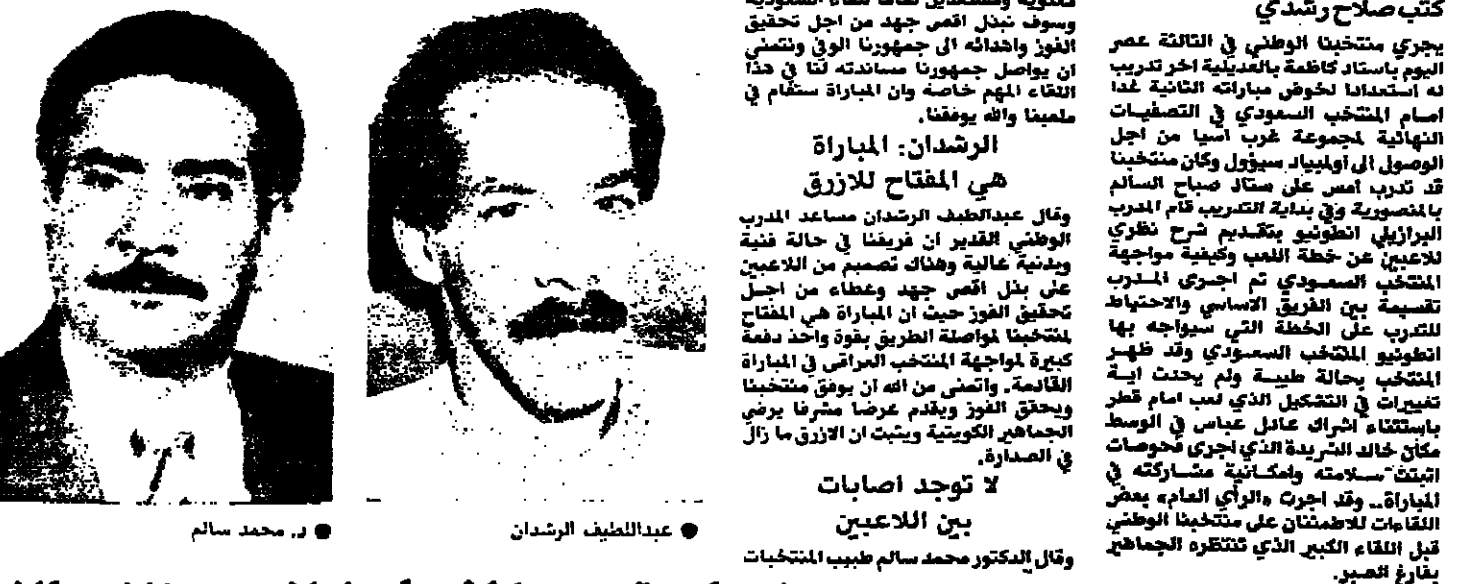 كتب صلاح رشدي
يجري منتخبنا الوطني في الثالثة عصر
اليوم باستاد كاظمة بالعديلية اخر تدريب
له استعدادا لخوض مباراته الثانية غدا
امام المنتخب السعودي في التصفيات
النهائية لمجموعة غرب اسيا من اجل
الوصول الى اولمبياد سيؤول وكان منتخبنا
قد تدرب امس على ستاد صباح السالم
بالمنصورية وفي بداية التدريب قام المدرب
البرازيلي انطونيو بتقديم شرح نظري
للاعبين عن خطة اللعب وكيفية مواجهة
المنتخب السعودي ثم اجرى المدرب
تقسيمة بين الفريق الاساسي والاحتياط
للتدرب على الخطة التي سيواجه بها
انطونيو المنتخب السعودي وقد ظهر
المنتخب بحالة طيبة ولم يحدث اية
تغييرات في التشكيل الذي لعب امام قطر
باستثناء اشراك عادل عباس في الوسط
مكان خالد الشريدة الذي اجرى فحوصات
اثبتت سلامته وامكانية مشاركته في
المباراة.. وقد اجرت «الرأي العام» بعض
اللقاءات للاطمئنان على منتخبنا الوطني
قبل اللقاء الكبير الذي تنتظره الجماهير
بفارغ الصبر.
وسوف نبذل اقصى جهد من اجل تحقيق
الفوز واهدائه الى جمهورنا الوفي ونتمنى
ان يواصل جمهورنا مساندته لنا في هذا
اللقاء المهم خاصة وان المباراة ستقام في
ملعبنا والله يوفقنا.
الرشدان: المباراة
هي المفتاح للازرق
وقال عبداللطيف الرشدان مساعد المدرب
الوطني القدير ان فريقنا في حالة فنية
وبدنية عالية وهناك تصميم من اللاعبين
على بذل اقصى جهد وعطاء من اجل
تحقيق الفوز حيث ان المباراة هي المفتاح
لمنتخبنا لمواصلة الطريق بقوة واخذ دفعة
كبيرة لمواجهة المنتخب العراقي في المباراة
القادمة. واتمنى من الله ان يوفق منتخبنا
ويحقق الفوز ويقدم عرضا مشرفا يرضي
الجماهير الكويتية ويثبت ان الازرق ما زال
في الصدارة.
لا توجد اصابات
بين اللاعبين
وقال الدكتور محمد سالم طبيب المنتخبات
● عبداللطيف الرشدان
● د. محمد سالم